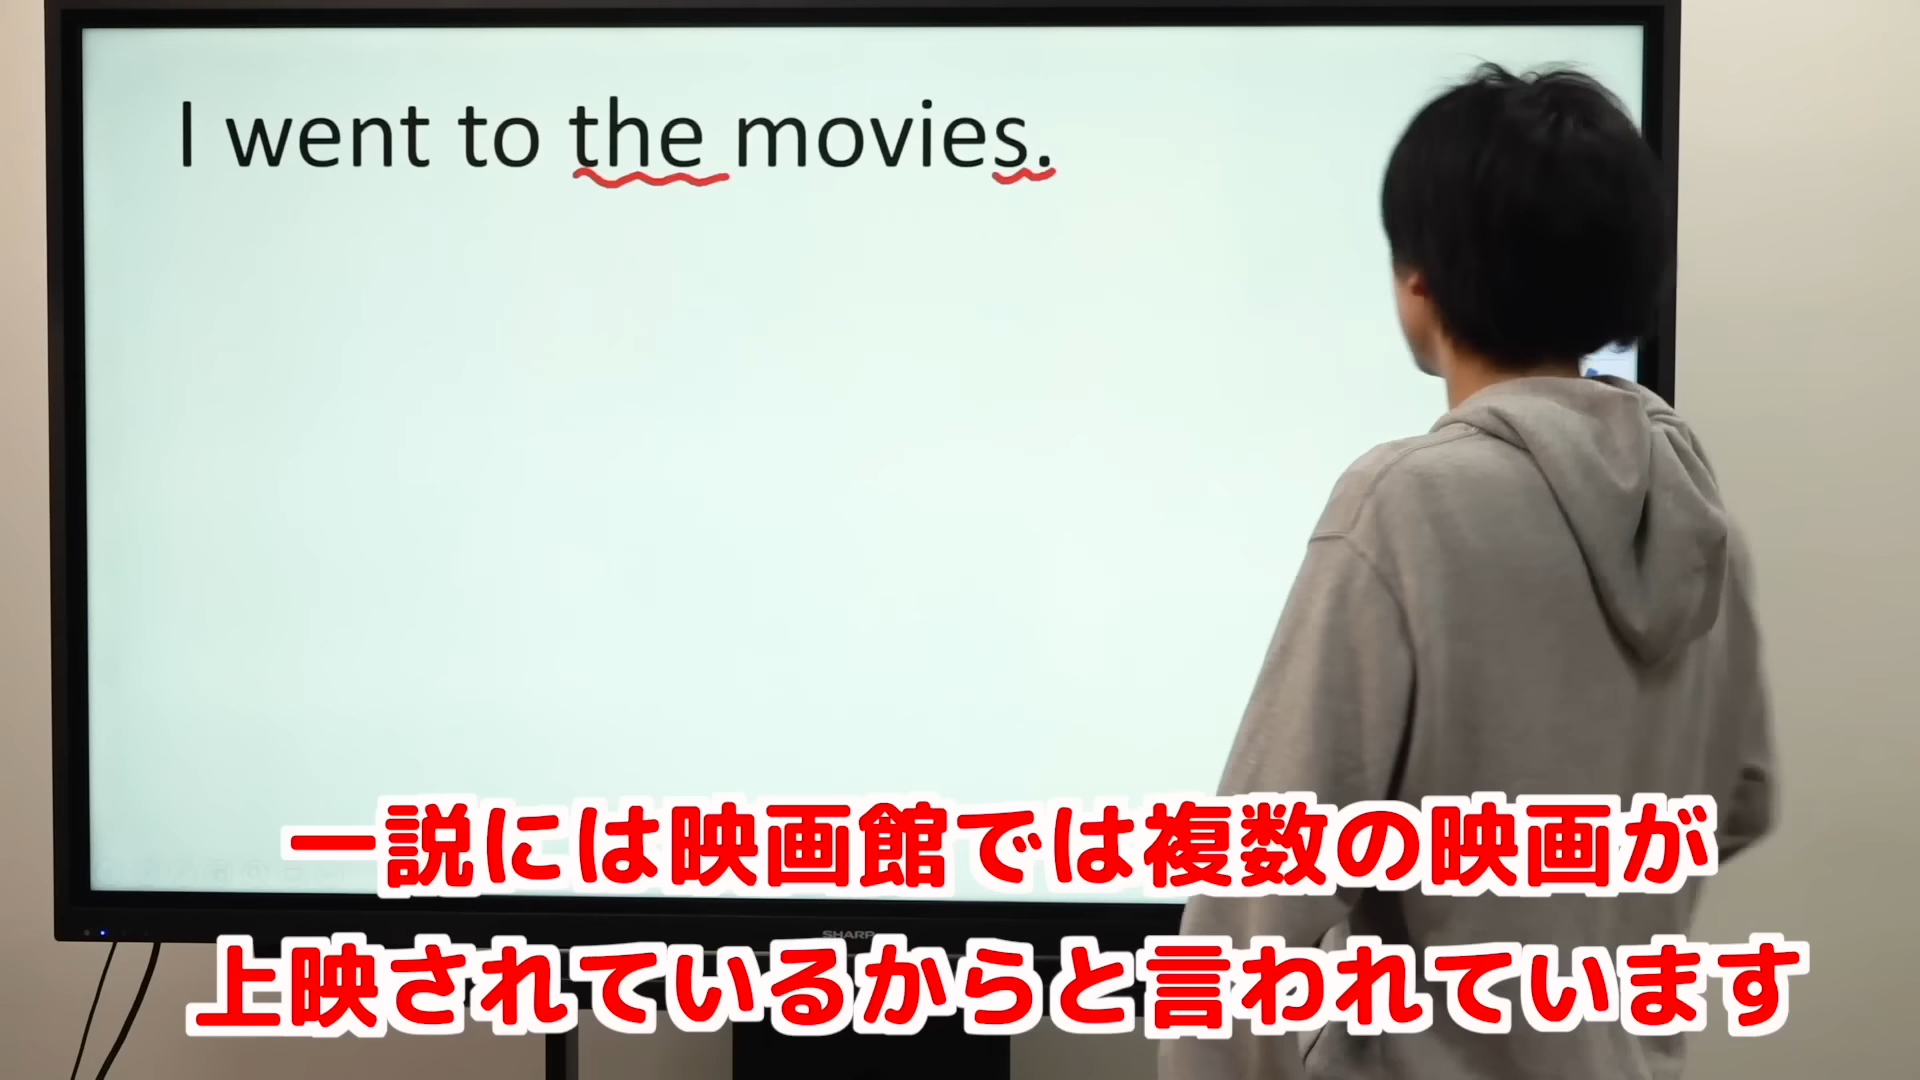 I went to the movies.
SHARP
一説には映画館では複数の映画が
上映されているからと言われています